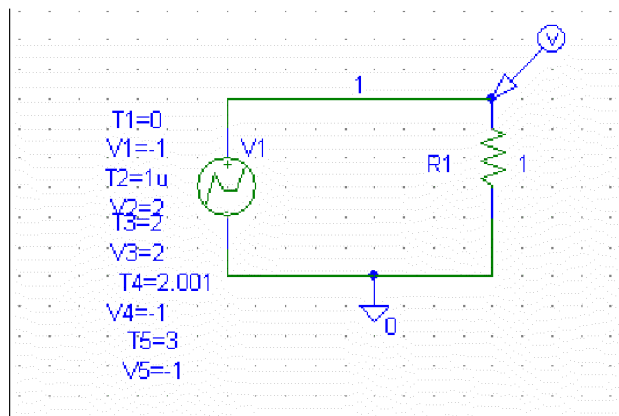 V
1
T1=0
V1=-1
V1
T2=1u
R1
1
V2=2
T3=2
V3=2
T4=2.001
V4=-1
0
T5=3
V5=-1